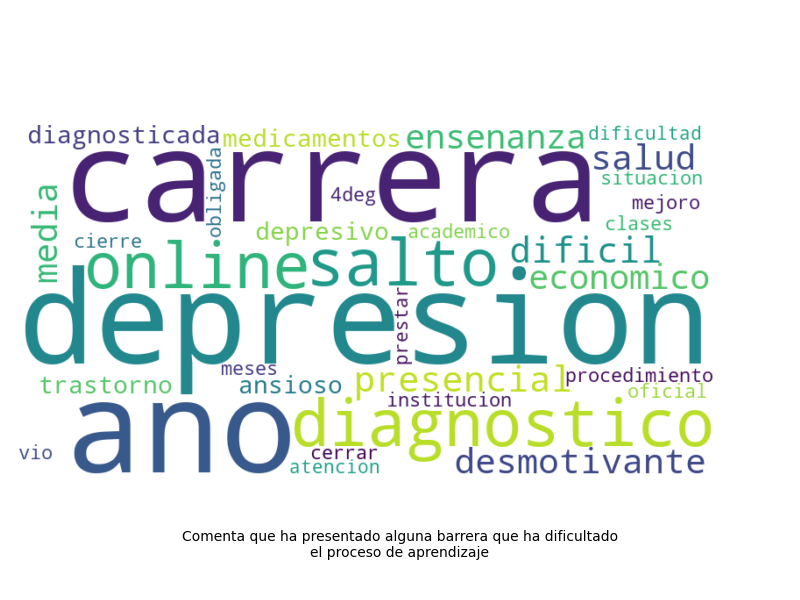 diagnosticada
medicamentos
ensenanza
dificultad
carrera
salud
obligada
4deg
situacion
media
mejoro
clases
cierre
depresivo
academico
online
salto
dificil
economico
depresion
prestar
meses
trastorno
ansioso
presencial
procedimiento
institucion
oficial
ano
diagnostico
vio
cerrar
atencion
desmotivante
Comenta que ha presentado alguna barrera que ha dificultado
el proceso de aprendizaje